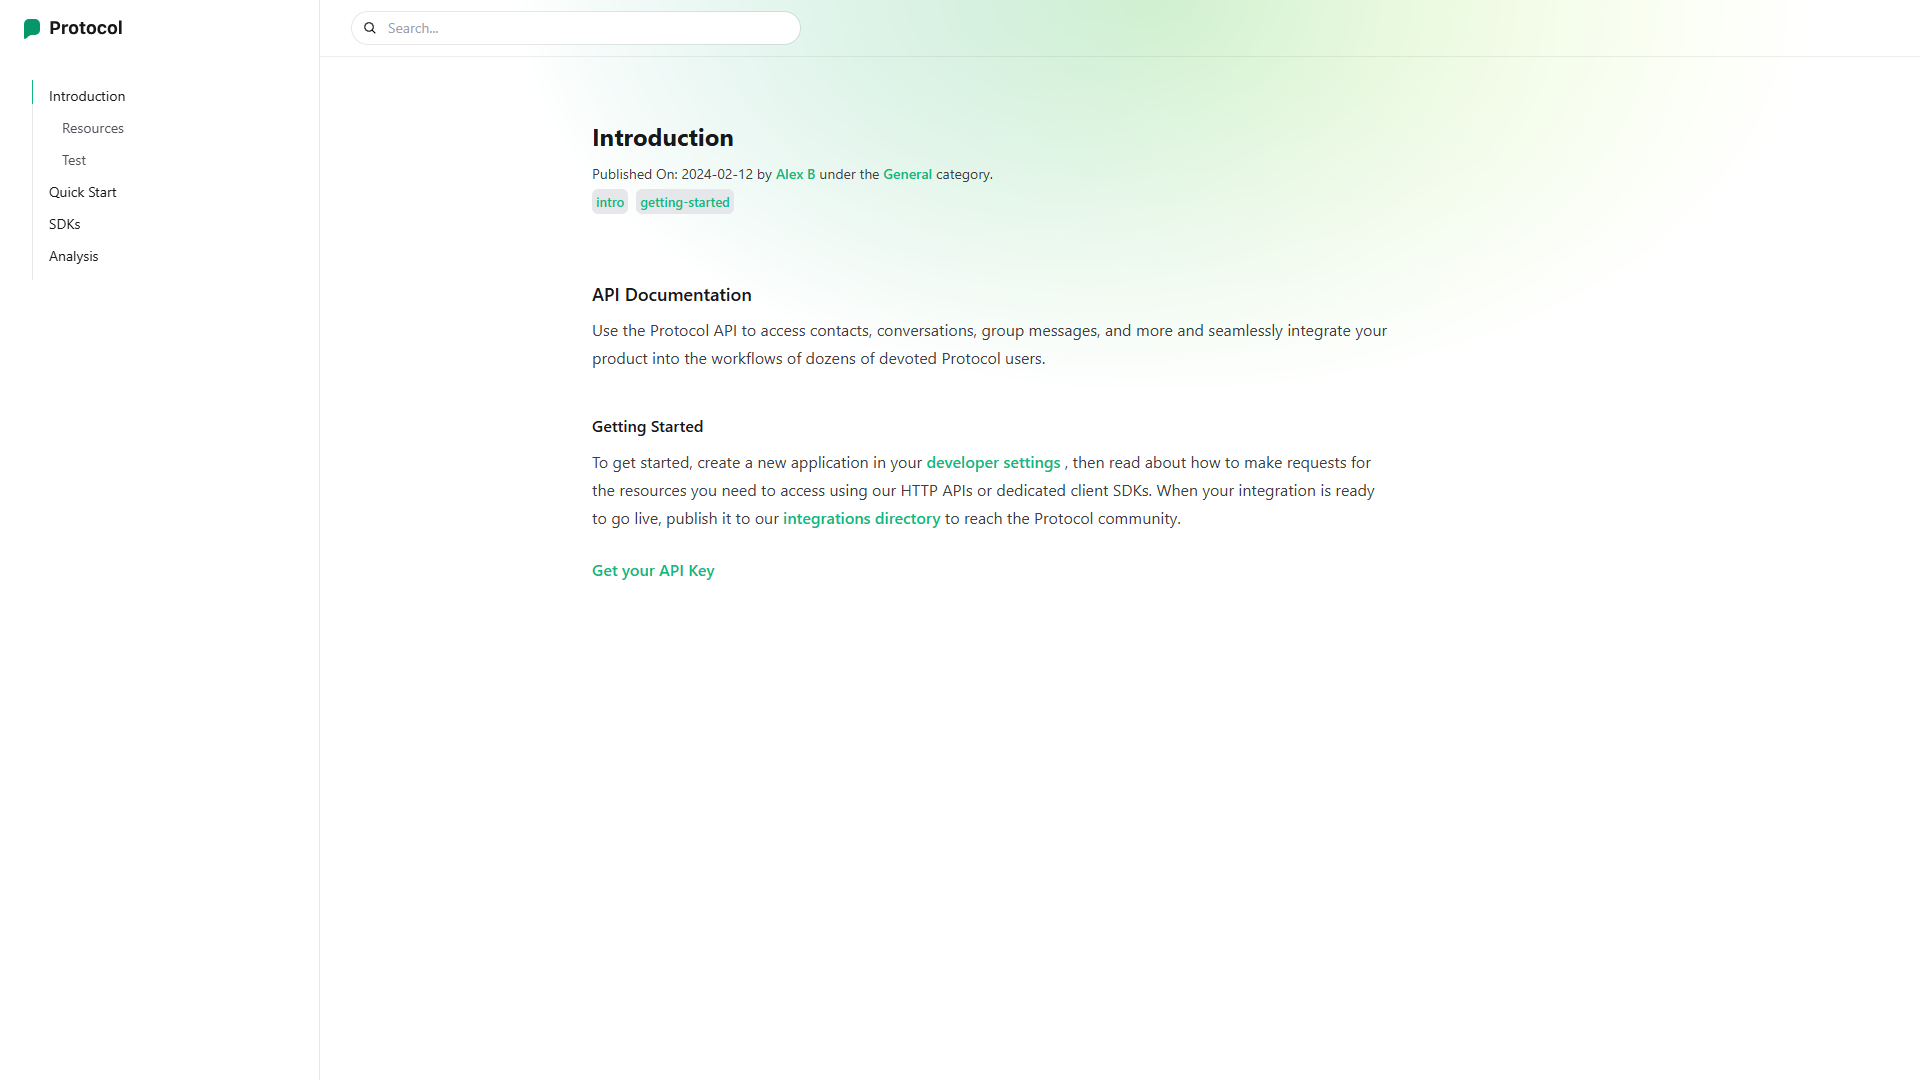 Protocol
Search...
Introduction
Resources
Test
Quick Start
SDKs
Analysis
Introduction
Published On: 2024-02-12 by Alex B under the General category.
intro getting-started
API Documentation
Use the Protocol API to access contacts, conversations, group messages, and more and seamlessly integrate your
product into the workflows of dozens of devoted Protocol users.
Getting Started
To get started, create a new application in your developer settings , then read about how to make requests for
the resources you need to access using our HTTP APIs or dedicated client SDKs. When your integration is ready
to go live, publish it to our integrations directory to reach the Protocol community.
Get your API Key